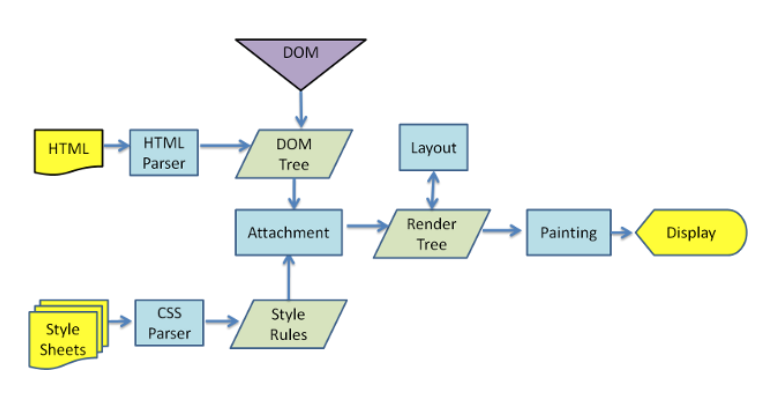 DOM
HTML
HTML
Parser
DOM
Tree
Layout
Attachment
Render
Tree
Painting
Display
Style
Sheets
CSS
Parser
Style
Rules